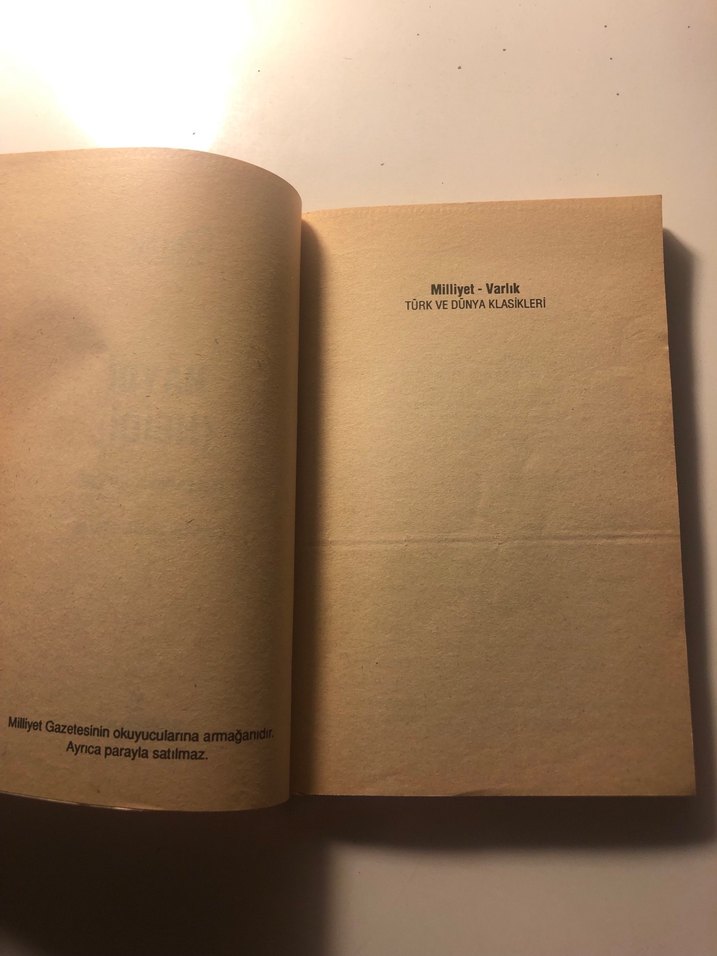 Milliyet Gazetesinin okuyucularına armağanıdır.
Ayrıca parayla satılmaz.
Milliyet - Varlık
TÜRK VE DÜNYA KLASİKLERİ